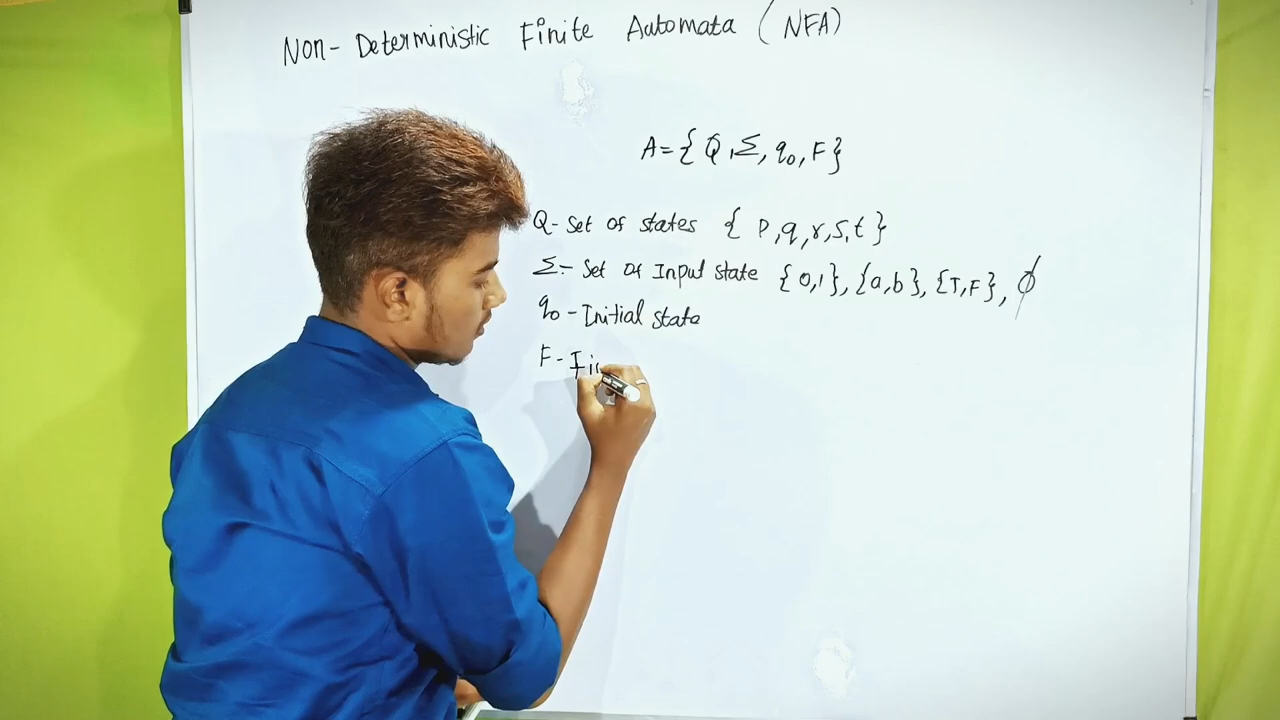 Non- Deterministic Finite Automata (NFA)
A={Q,Σ,q0,F}
Q- Set of states { P,q,r,s,t}
Σ- Set of Input state {0,1},{a,b},{T,F},ϕ
q0 - Initial state
F- Fi